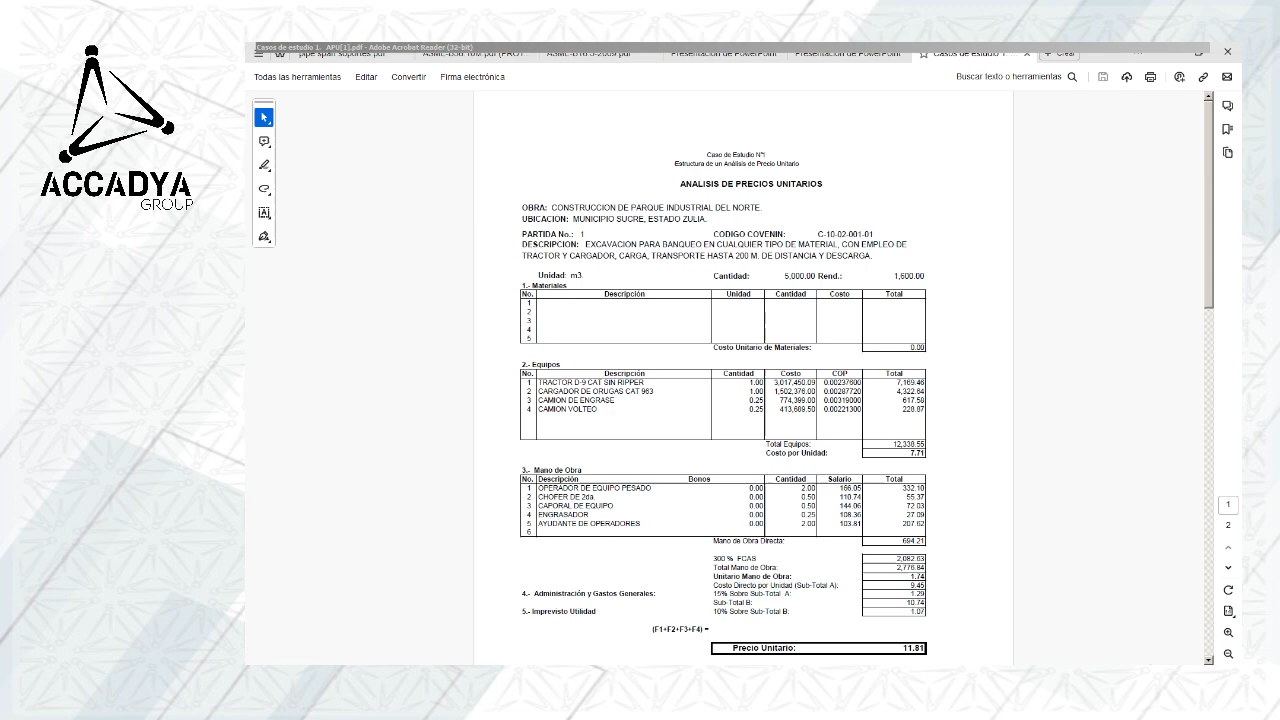 ACCADYA
GROUP
Casos de estudio 1. APU[1].pdf - Adobe Acrobat Reader (32-bit)
Todas las herramientas Editar Convertir Firma electrónica Buscar texto o herramientas
Caso de Estudio N°1
Estructura de un Análisis de Precio Unitario
ANALISIS DE PRECIOS UNITARIOS
OBRA: CONSTRUCCION DE PARQUE INDUSTRIAL DEL NORTE.
UBICACION: MUNICIPIO SUCRE, ESTADO ZULIA.
PARTIDA No.: 1 CODIGO COVENIN: C-10-02-001-01
DESCRIPCION: EXCAVACION PARA BANQUEO EN CUALQUIER TIPO DE MATERIAL, CON EMPLEO DE
TRACTOR Y CARGADOR, CARGA, TRANSPORTE HASTA 200 M. DE DISTANCIA Y DESCARGA.
Unidad: m3. Cantidad: 5,000.00 Rend.: 1,600.00
1.- Materiales
No. Descripción Unidad Cantidad Costo Total
1
2
3
4
5
Costo Unitario de Materiales: 0.00
2.- Equipos
No. Descripción Cantidad Costo COP Total
1 TRACTOR D-9 CAT SIN RIPPER 1.00 3,017,450.09 0.00237600 7,169.46
2 CARGADOR DE ORUGAS CAT 963 1.00 1,502,376.00 0.00287720 4,322.64
3 CAMION DE ENGRASE 0.25 774,399.00 0.00319000 617.58
4 CAMION VOLTEO 0.25 413,689.50 0.00221300 228.87
Total Equipos: 12,338.55
Costo por Unidad: 7.71
3.- Mano de Obra
No. Descripción Bonos Cantidad Salario Total
1 OPERADOR DE EQUIPO PESADO 0.00 2.00 166.05 332.10
2 CHOFER DE 2da. 0.00 0.50 110.74 55.37
3 CAPORAL DE EQUIPO 0.00 0.50 144.06 72.03
4 ENGRASADOR 0.00 0.25 108.36 27.09
5 AYUDANTE DE OPERADORES 0.00 2.00 103.81 207.62
6
Mano de Obra Directa: 694.21
300 % FCAS 2,082.63
Total Mano de Obra: 2,776.84
Unitario Mano de Obra: 1.74
Costo Directo por Unidad (Sub-Total A): 9.45
4.- Administración y Gastos Generales: 15% Sobre Sub-Total A: 1.29
Sub-Total B: 10.74
5.- Imprevisto Utilidad 10% Sobre Sub-Total B: 1.07
(F1+F2+F3+F4) =
Precio Unitario: 11.81
1
2